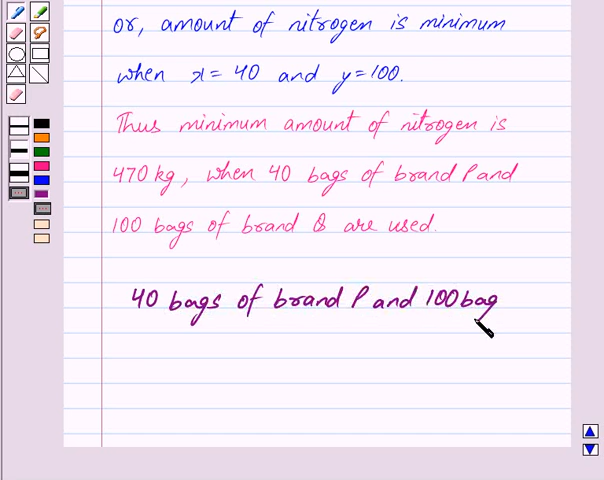 or, amount of nitrogen is minimum
when x = 40 and y = 100.
Thus minimum amount of nitrogen is
470 kg, when 40 bags of brand P and
100 bags of brand Q are used.
40 bags of brand P and 100 bag